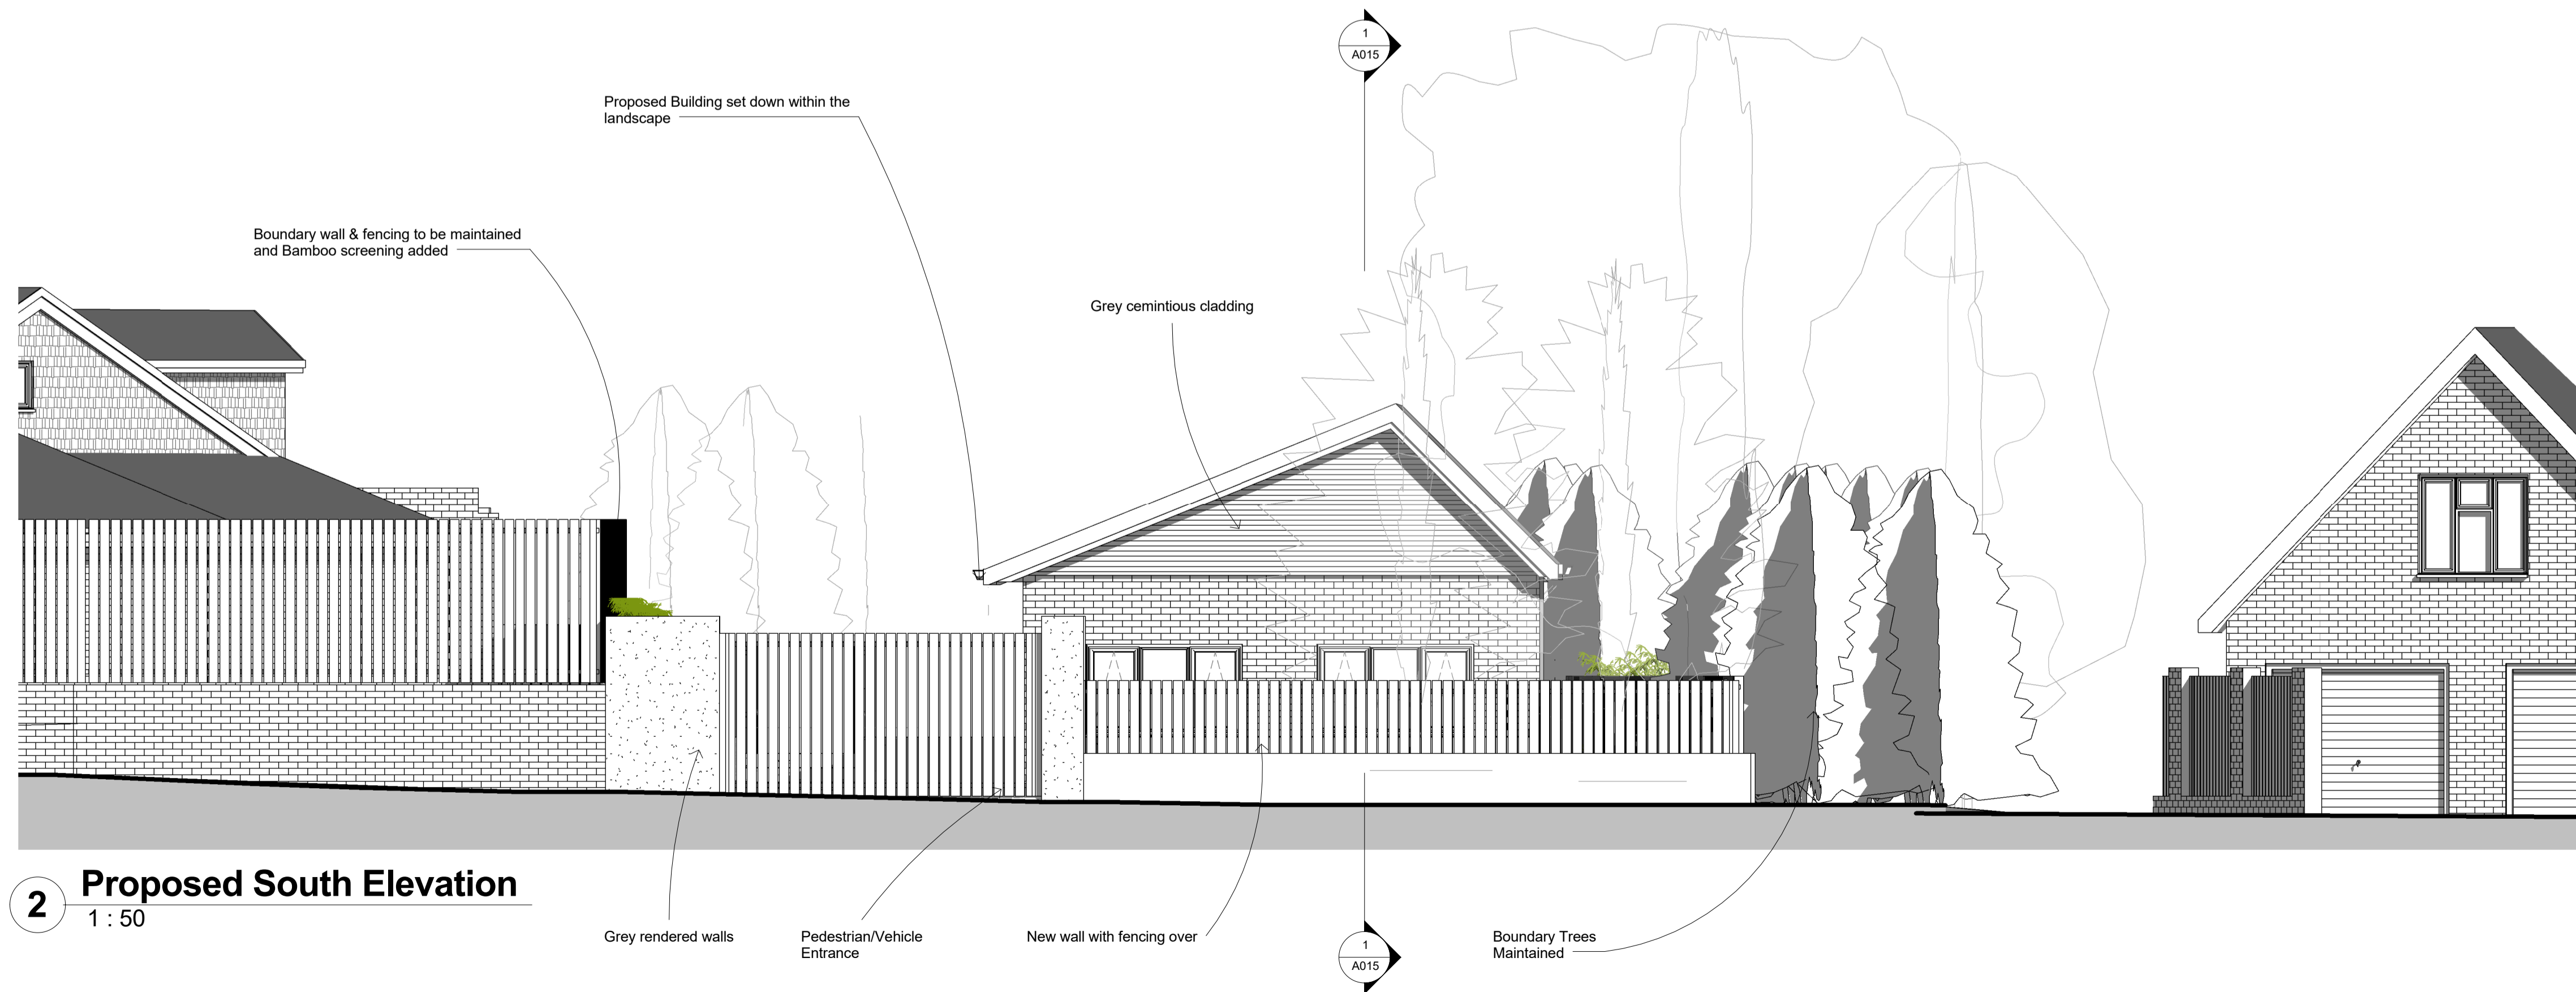 1
A015
Proposed Building set down within the
landscape
Boundary wall & fencing to be maintained
and Bamboo screening added
Grey cemintious cladding
2
Proposed South Elevation
1 : 50
Grey rendered walls
Pedestrian/Vehicle
Entrance
New wall with fencing over
1
A015
Boundary Trees
Maintained